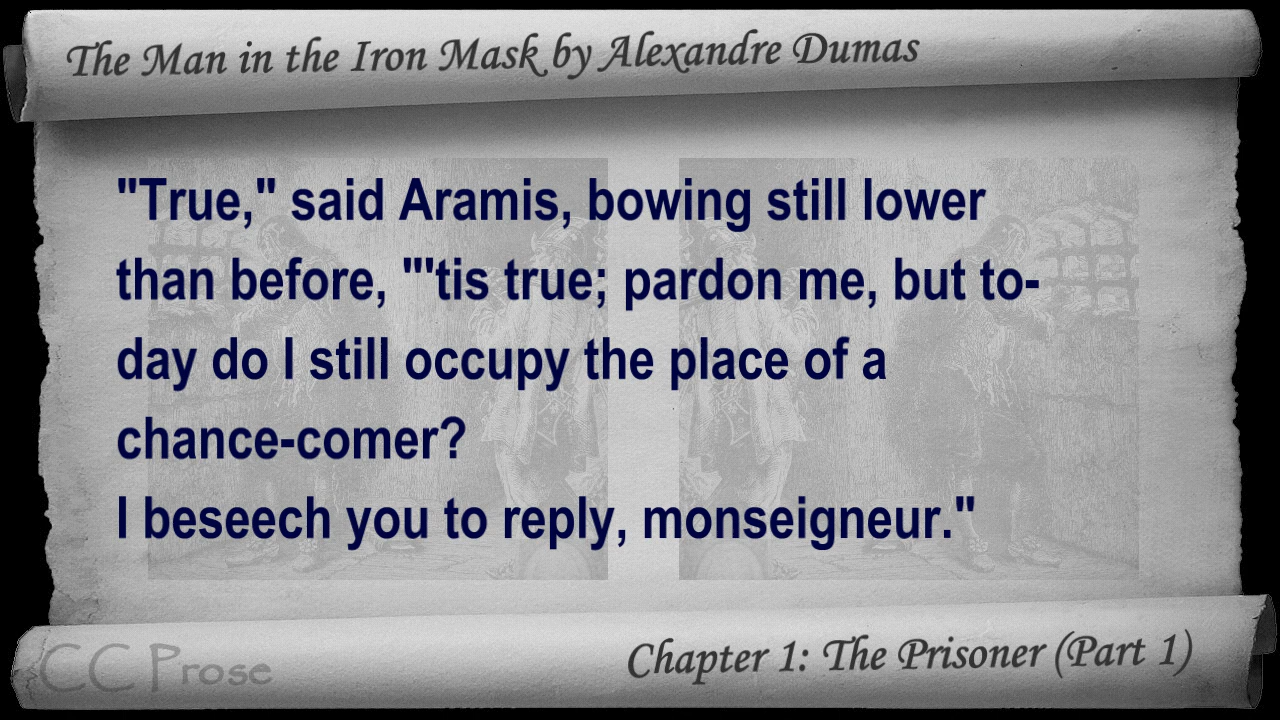 The Man in the Iron Mask by Alexandre Dumas
"True," said Aramis, bowing still lower
than before, "'tis true; pardon me, but to-
day do I still occupy the place of a
chance-comer?
I beseech you to reply, monseigneur."
CC Prose
Chapter 1: The Prisoner (Part 1)